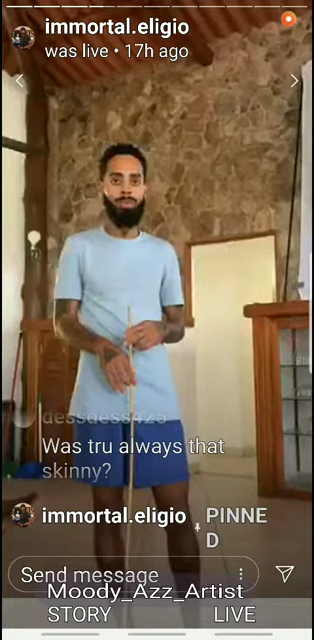 immortal.eligio
was live • 17h ago
dessdess425
Was tru always that
skinny?
immortal.eligio PINNE
D
Send message
Moody_Azz_Artist
STORY LIVE